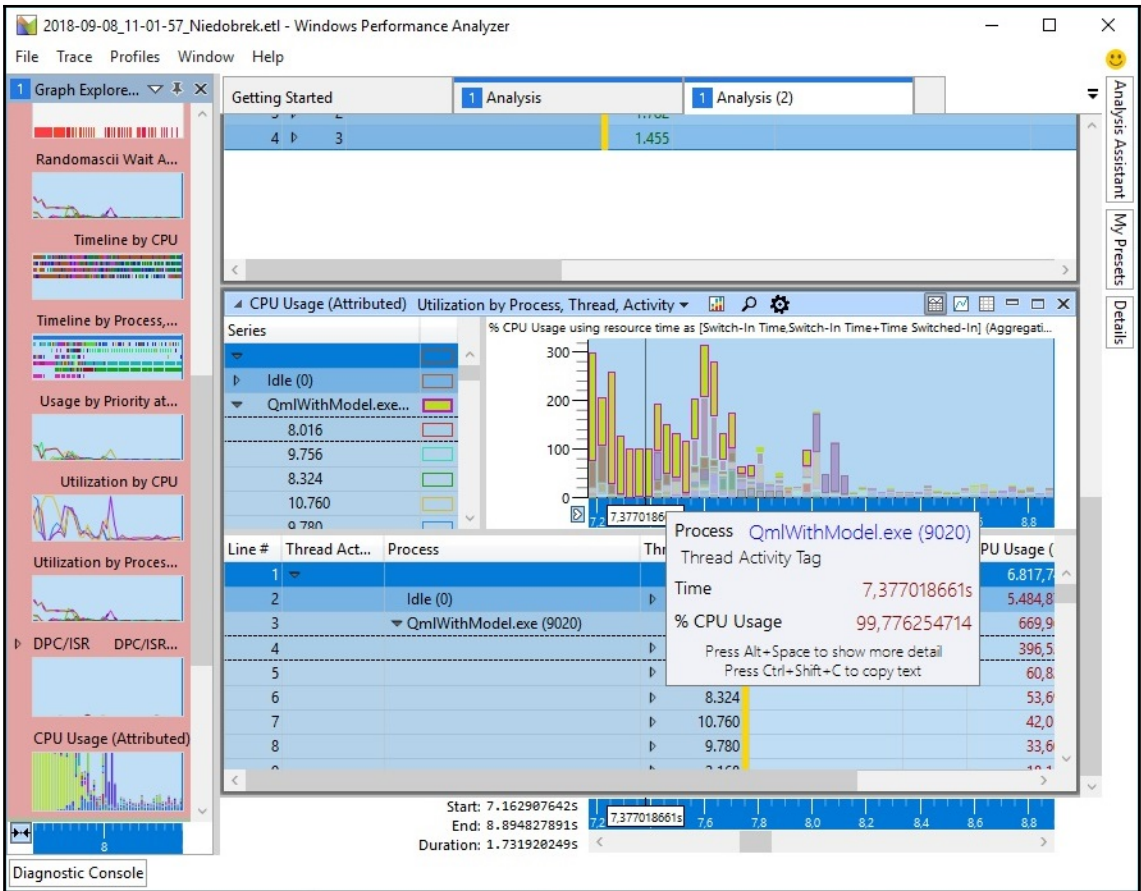 2018-09-08_11-01-57_Niedobrek.etl - Windows Performance Analyzer
File Trace Profiles Window Help
1 Graph Explore...
Getting Started
1 Analysis
1 Analysis (2)
Analysis Assistant
My Presets
Details
4 3 1.455
Randomascii Wait A...
Timeline by CPU
Timeline by Process,...
Usage by Priority at...
Utilization by CPU
Utilization by Proces...
DPC/ISR DPC/ISR...
CPU Usage (Attributed)
8
CPU Usage (Attributed) Utilization by Process, Thread, Activity
Series
Idle (0)
QmlWithModel.exe...
8.016
9.756
8.324
10.760
9.780
% CPU Usage using resource time as [Switch-In Time,Switch-In Time+Time Switched-In] (Aggregati...
300
200
100
0
7,2 8,8
Line # Thread Act... Process PU Usage (
1 6.817,7
2 Idle (0) 5.484,8
3 QmlWithModel.exe (9020) 669,9
4 396,5
5 60,8
6 8.324 53,6
7 10.760 42,0
8 9.780 33,6
Process QmlWithModel.exe (9020)
Thread Activity Tag
Time 7,377018661s
% CPU Usage 99,776254714
Press Alt+Space to show more detail
Press Ctrl+Shift+C to copy text
Start: 7.162907642s
End: 8.894827891s
Duration: 1.731920249s
7,2 7,377018661s 7,6 7,8 8,0 8,2 8,4 8,6 8,8
Diagnostic Console